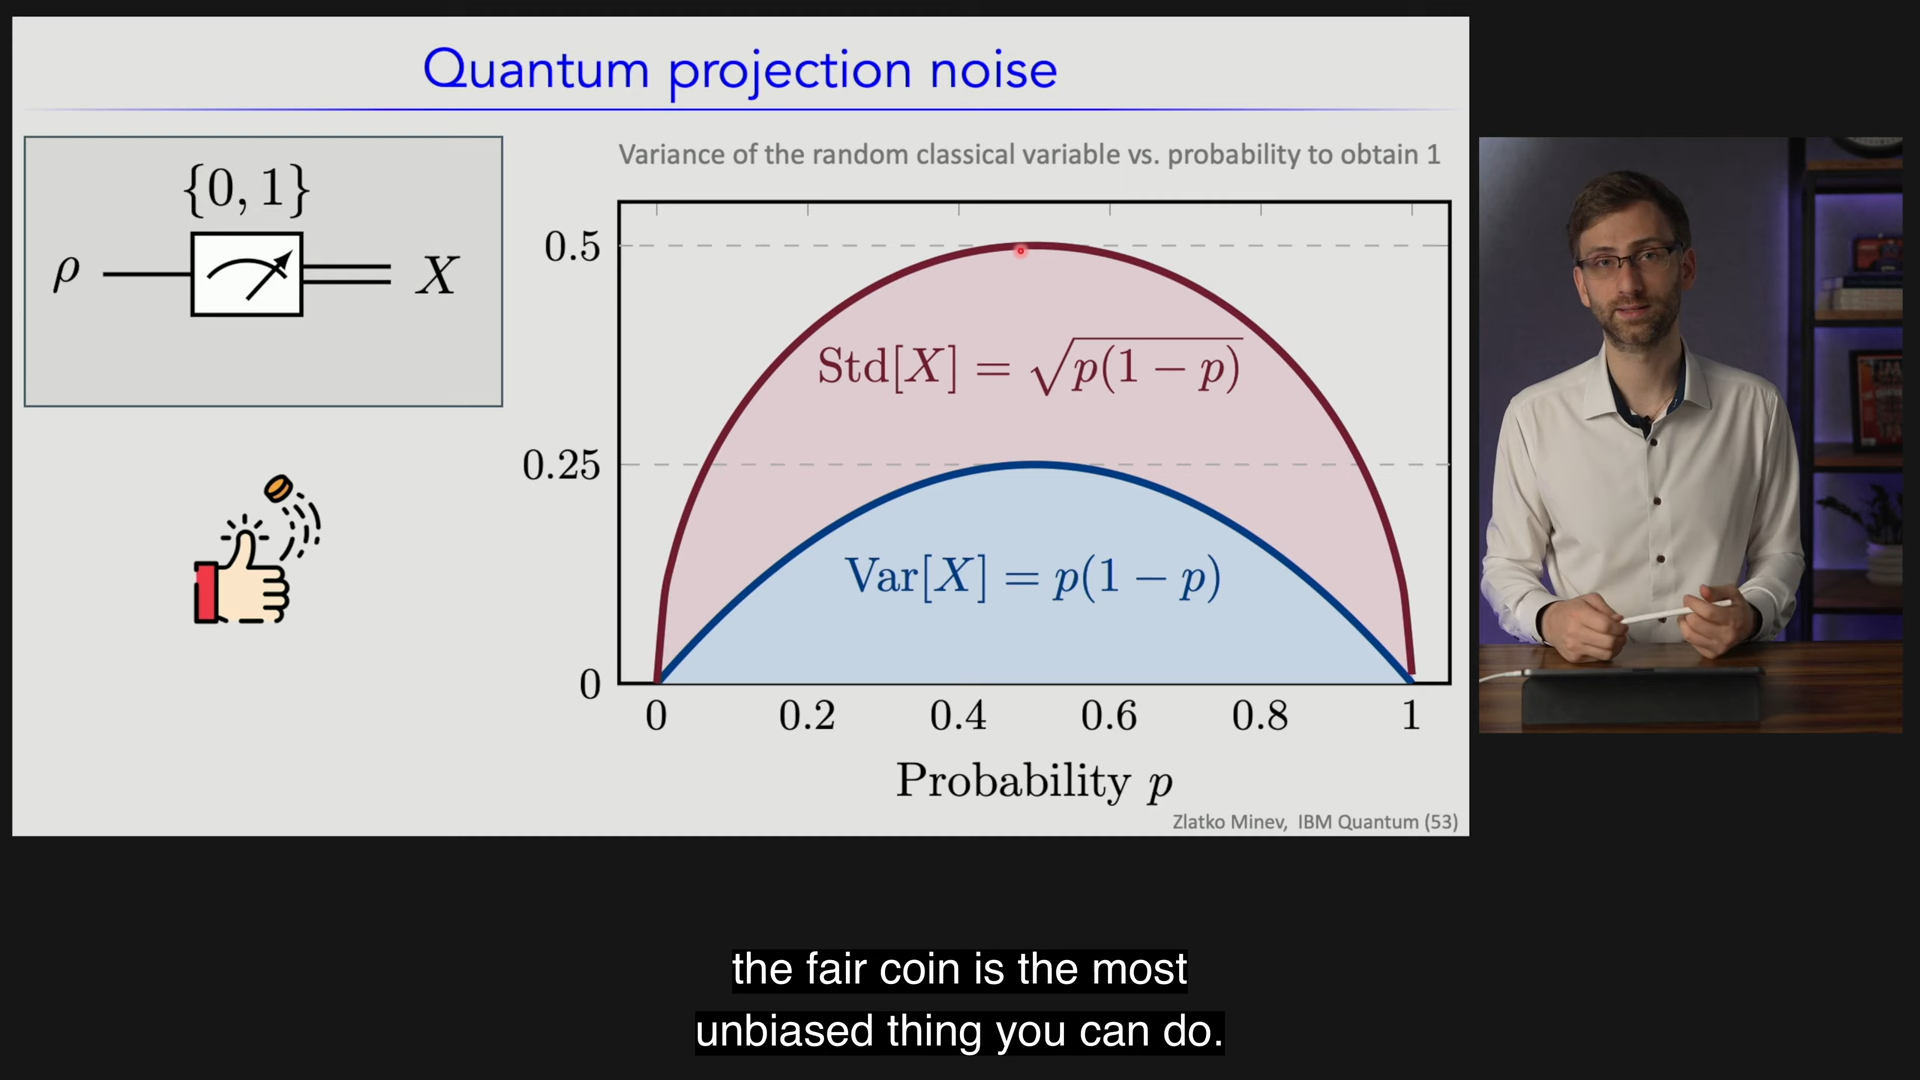 Quantum projection noise
{0, 1}
ρ
X
Variance of the random classical variable vs. probability to obtain 1
0.5
0.25
0
Std[X] = √p(1 − p)
Var[X] = p(1 − p)
0 0.2 0.4 0.6 0.8 1
Probability p
Zlatko Minev, IBM Quantum (53)
the fair coin is the most
unbiased thing you can do.